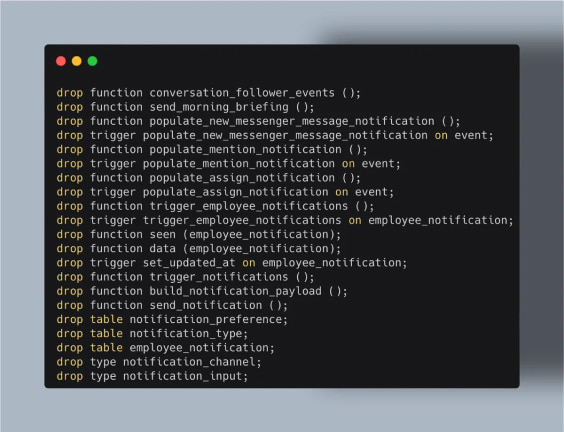 drop function conversation_follower_events ();
drop function send_morning_briefing ();
drop function populate_new_messenger_message_notification ();
drop trigger populate_new_messenger_message_notification on event;
drop function populate_mention_notification ();
drop trigger populate_mention_notification on event;
drop function populate_assign_notification ();
drop trigger populate_assign_notification on event;
drop function trigger_employee_notifications ();
drop trigger trigger_employee_notifications on employee_notification;
drop function seen (employee_notification);
drop function data (employee_notification);
drop trigger set_updated_at on employee_notification;
drop function trigger_notifications ();
drop function build_notification_payload ();
drop function send_notification ();
drop table notification_preference;
drop table notification_type;
drop table employee_notification;
drop type notification_channel;
drop type notification_input;